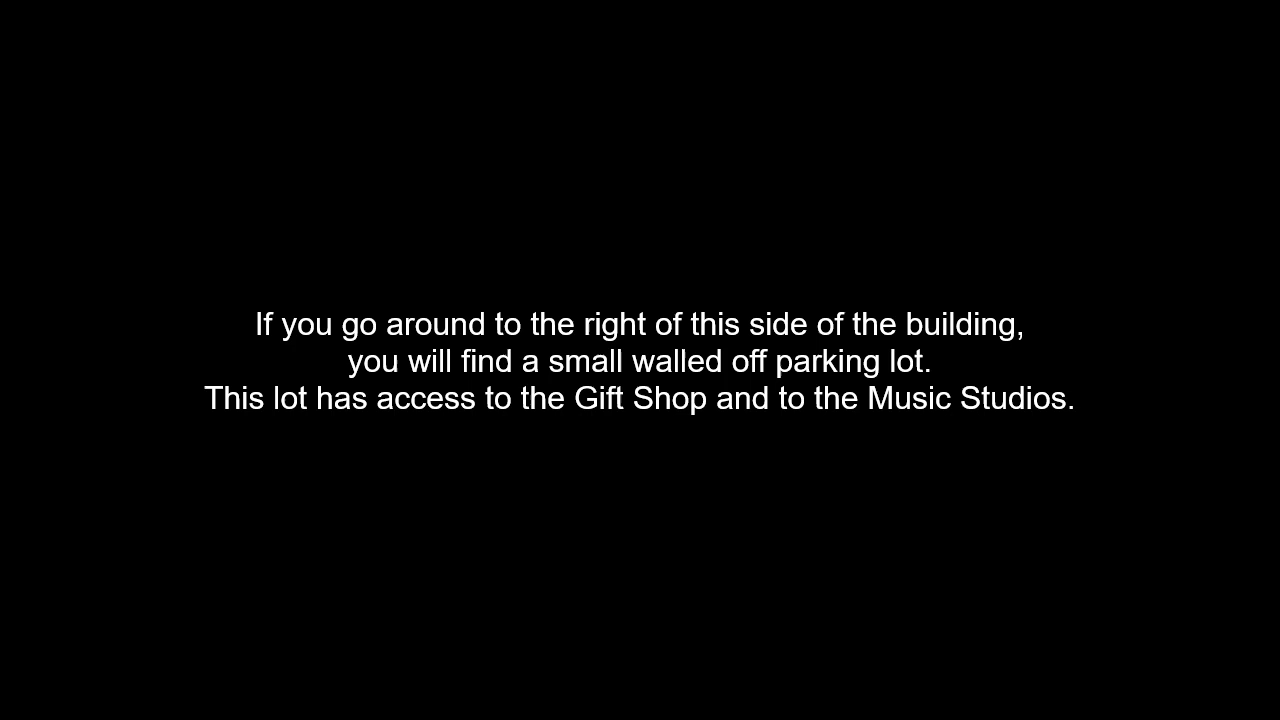 If you go around to the right of this side of the building,
you will find a small walled off parking lot.
This lot has access to the Gift Shop and to the Music Studios.